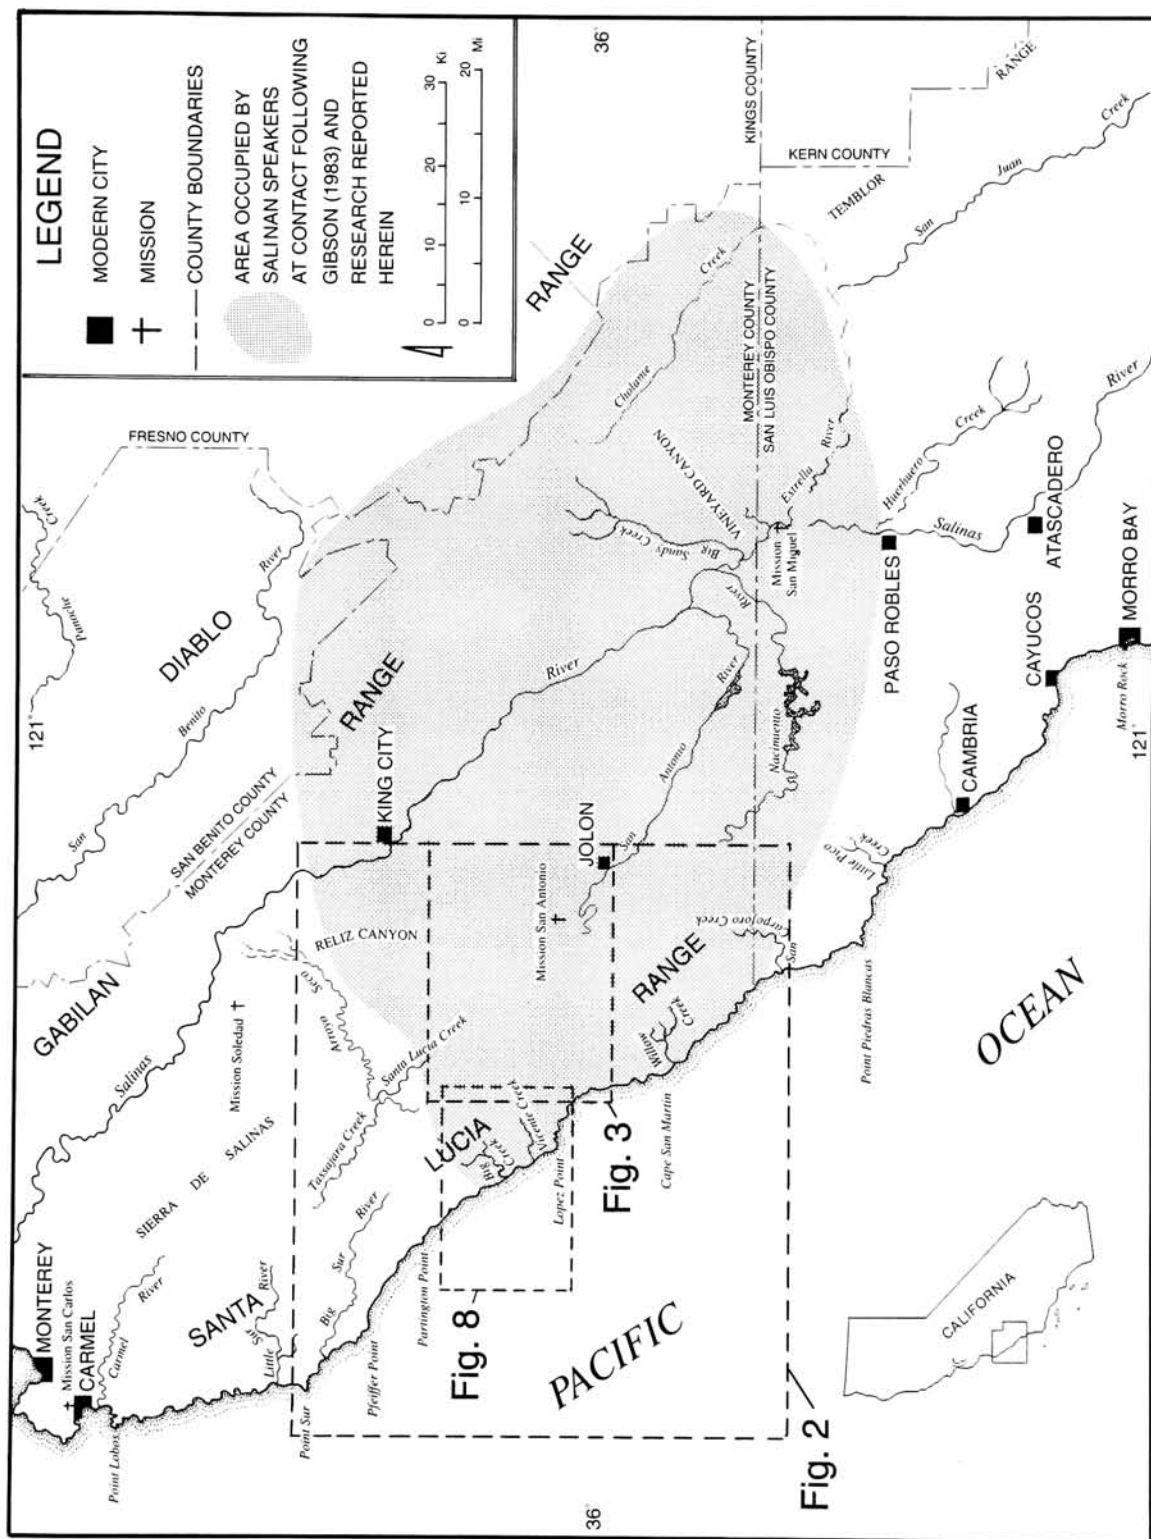 LEGEND
MODERN CITY
MISSION
COUNTY BOUNDARIES
AREA OCCUPIED BY
SALINAN SPEAKERS
AT CONTACT FOLLOWING
GIBSON (1983) AND
RESEARCH REPORTED
HEREIN
0 10 20 30 Ki
0 10 20 Mi
36°
121°
MONTEREY
Mission San Carlos
CARMEL
Point Lobos
Carmel
River
SIERRA DE SALINAS
Salinas
Mission Soledad
GABILAN
RANGE
SAN BENITO COUNTY
MONTEREY COUNTY
San
Benito
River
DIABLO
RANGE
Panoche
Creek
FRESNO COUNTY
KINGS COUNTY
KERN COUNTY
TEMBLOR
RANGE
San
Juan
Creek
Cholame
Creek
MONTEREY COUNTY
SAN LUIS OBISPO COUNTY
SANTA
LUCIA
RANGE
Little
Sur
River
Big
Sur
River
Point Sur
Pfeiffer Point
Partington Point
Tassajara Creek
Santa Lucia Creek
Arroyo
Seco
RELIZ CANYON
KING CITY
River
Big
Creek
Vicente Creek
Lopez Point
Mission San Antonio
JOLON
San
Antonio
River
Nacimiento
River
Big
Sandy Creek
VINEYARD CANYON
Mission
San Miguel
Estrella
River
Huerhuero
Creek
Salinas
River
PASO ROBLES
ATASCADERO
CAYUCOS
MORRO BAY
Morro Rock
CAMBRIA
Little Pico
Creek
San
Carpoforo Creek
Willow
Creek
Cape San Martin
Point Piedras Blancas
PACIFIC
OCEAN
Fig. 8
Fig. 3
Fig. 2
CALIFORNIA
36°
121°